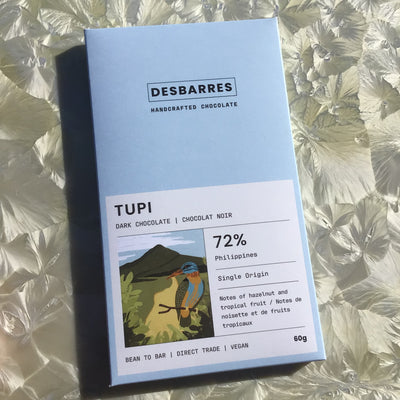 DESBARRES
HANDCRAFTED CHOCOLATE
TUPI
DARK CHOCOLATE | CHOCOLAT NOIR
72%
Philippines
Single Origin
Notes of hazelnut and
tropical fruit / Notes de
noisette et de fruits
tropicaux
BEAN TO BAR | DIRECT TRADE | VEGAN
60g